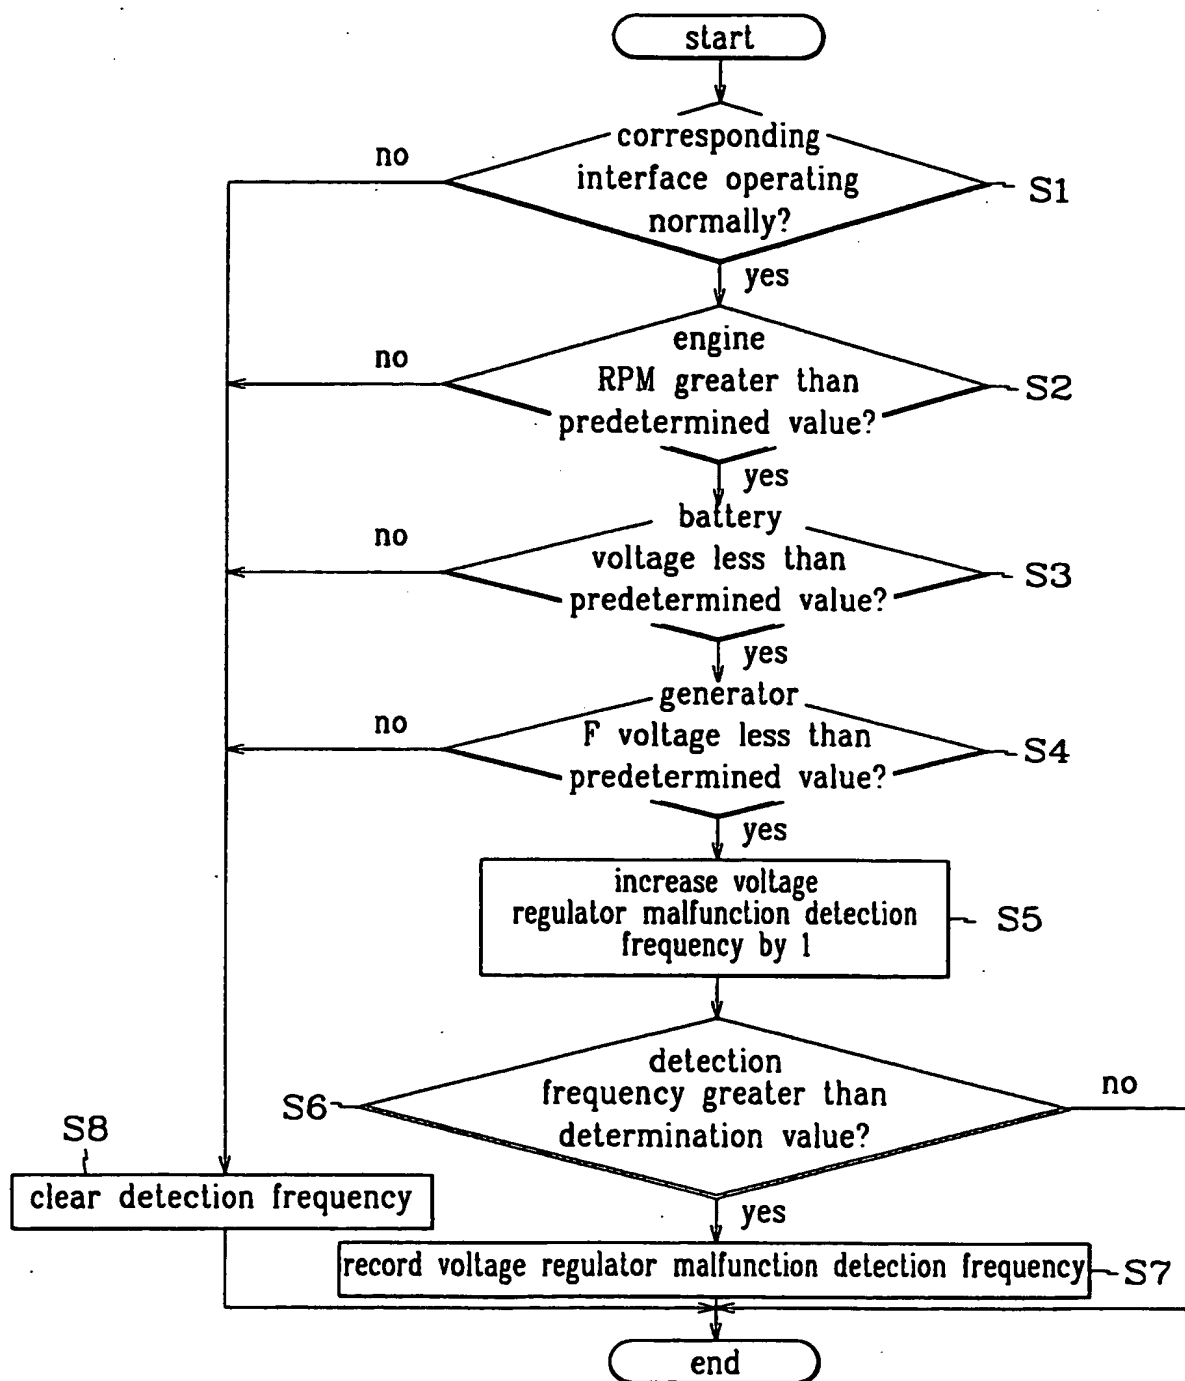 start
corresponding
interface operating
normally?
no
S1
yes
engine
RPM greater than
predetermined value?
no
S2
yes
battery
voltage less than
predetermined value?
no
S3
yes
generator
F voltage less than
predetermined value?
no
S4
yes
increase voltage
regulator malfunction detection
frequency by 1
S5
detection
frequency greater than
determination value?
S6
no
S8
clear detection frequency
yes
record voltage regulator malfunction detection frequency
S7
end